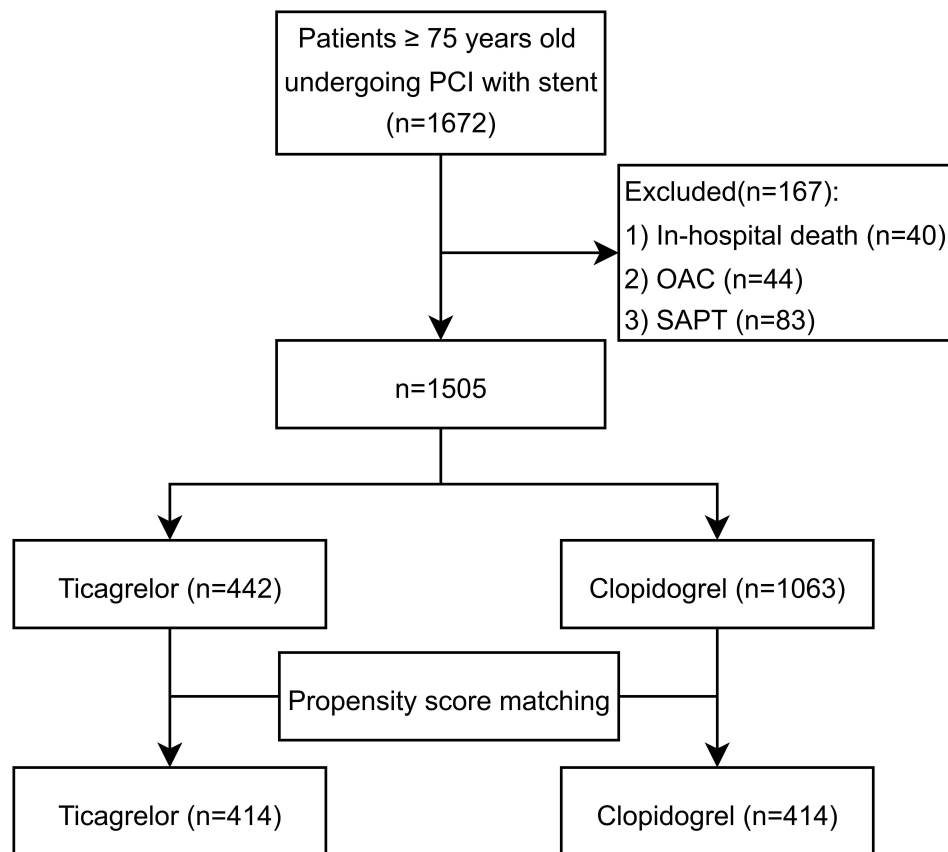 Patients ≥ 75 years old
undergoing PCI with stent
(n=1672)
Excluded(n=167):
1) In-hospital death (n=40)
2) OAC (n=44)
3) SAPT (n=83)
n=1505
Ticagrelor (n=442)
Clopidogrel (n=1063)
Propensity score matching
Ticagrelor (n=414)
Clopidogrel (n=414)